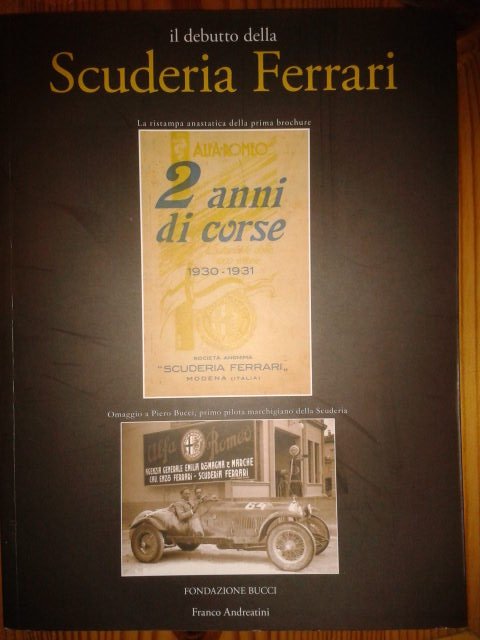 il debutto della
Scuderia Ferrari
La ristampa anastatica della prima brochure
ALFA-ROMEO
2 anni
di corse
1930-1931
SOCIETÀ ANONIMA
"SCUDERIA FERRARI„
MODENA (ITALIA)
Omaggio a Piero Bucci, primo pilota marchigiano della Scuderia
Alfa Romeo
AGENZIA GENERALE EMILIA ROMAGNA E MARCHE
CAV. ENZO FERRARI - SCUDERIA FERRARI
64
FONDAZIONE BUCCI
Franco Andreatini